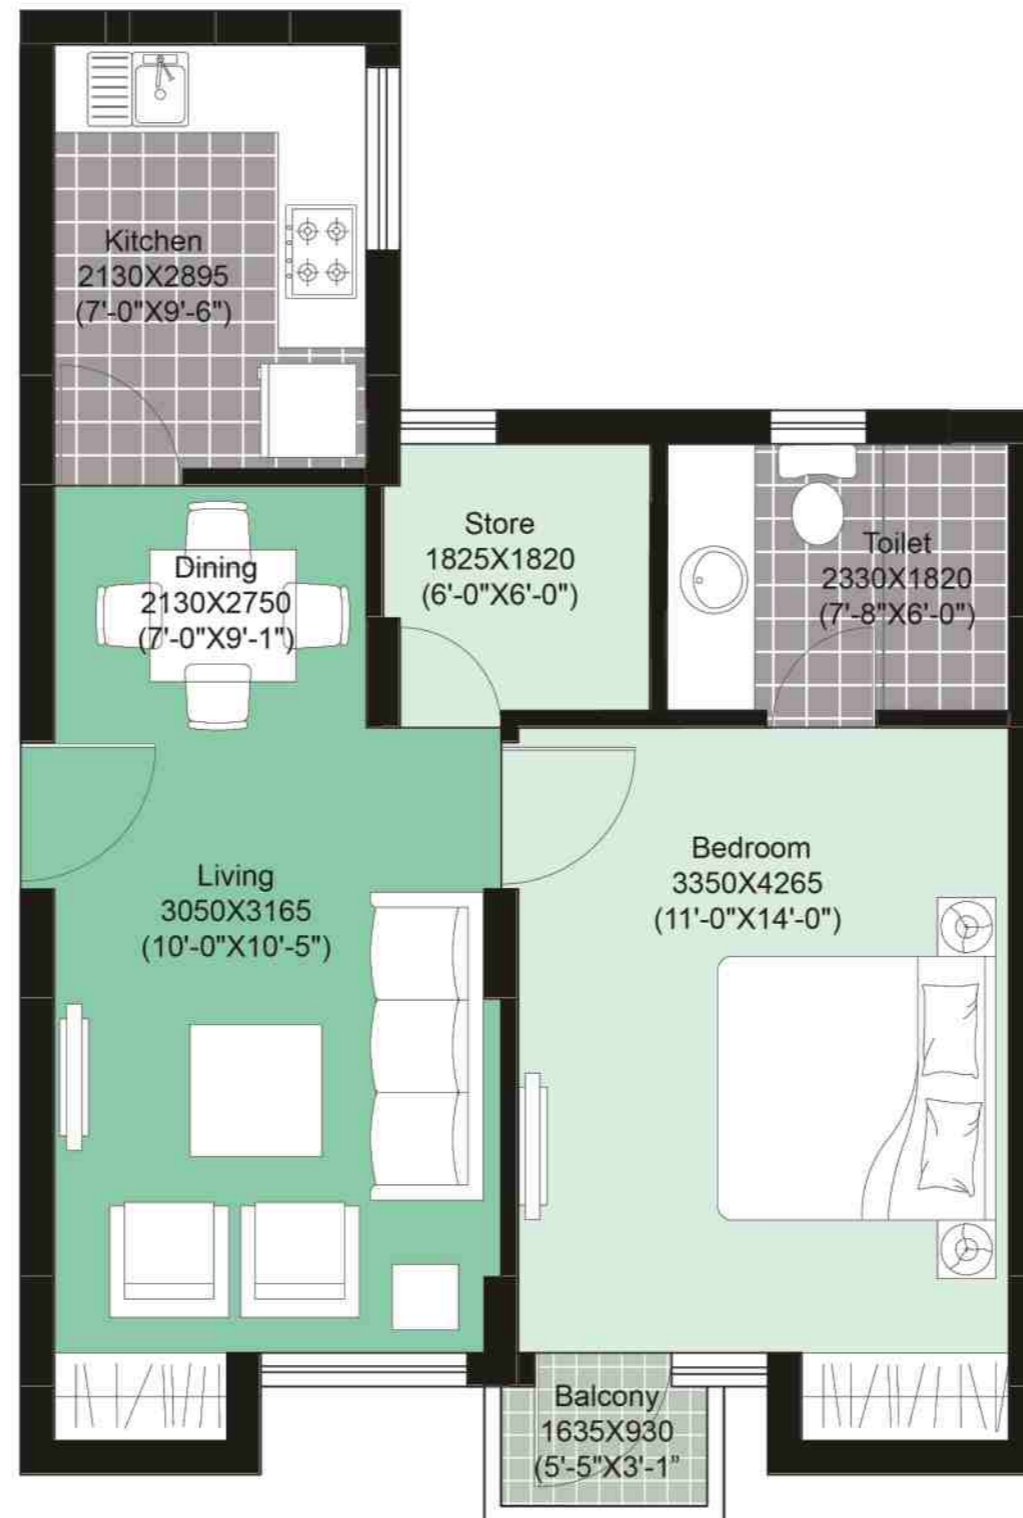 Kitchen
2130X2895
(7'-0"X9'-6")
Store
1825X1820
(6'-0"X6'-0")
Toilet
2330X1820
(7'-8"X6'-0")
Dining
2130X2750
(7'-0"X9'-1")
Living
3050X3165
(10'-0"X10'-5")
Bedroom
3350X4265
(11'-0"X14'-0")
Balcony
1635X930
(5'-5"X3'-1”